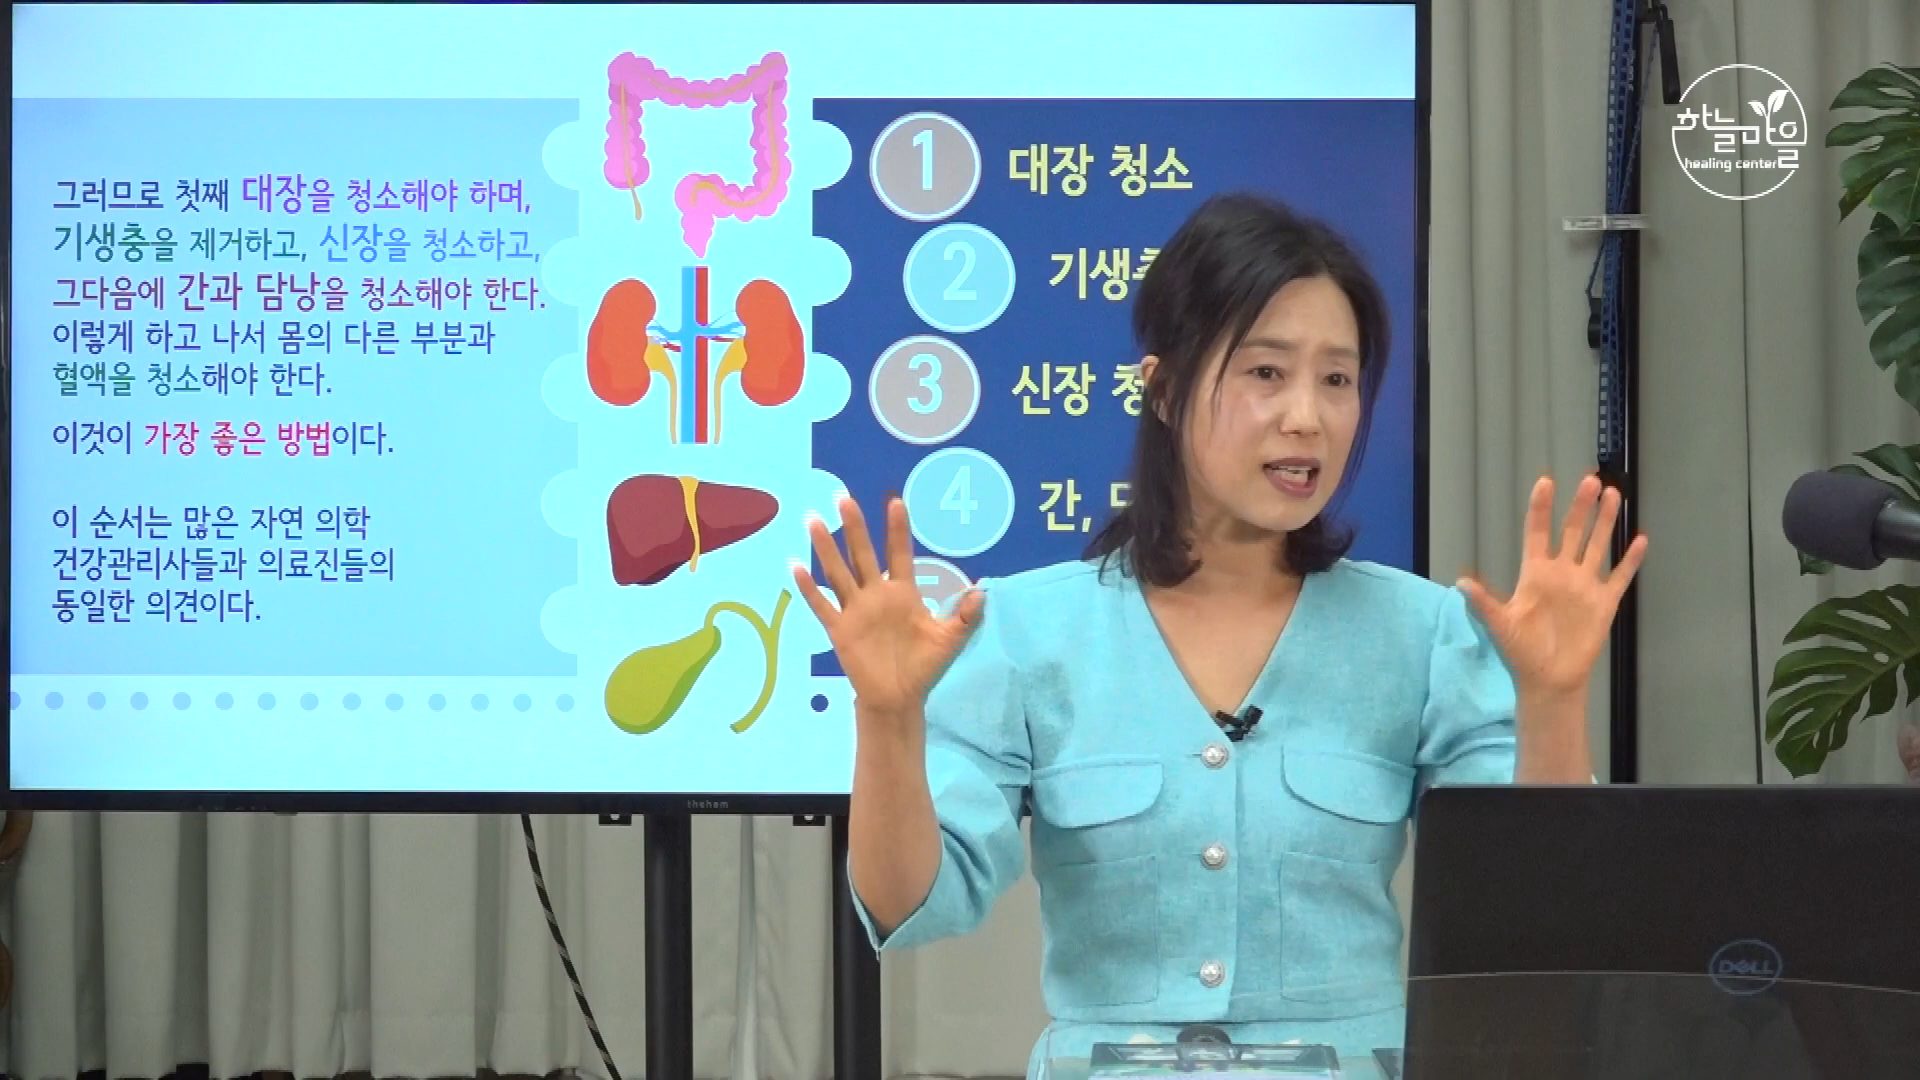 그러므로 첫째 대장을 청소해야 하며,
기생충을 제거하고, 신장을 청소하고,
그다음에 간과 담낭을 청소해야 한다.
이렇게 하고 나서 몸의 다른 부분과
혈액을 청소해야 한다.
이것이 가장 좋은 방법이다.
이 순서는 많은 자연 의학
건강관리사들과 의료진들의
동일한 의견이다.
1 대장 청소
2 기생
3 신장
4 간,
5
하늘마을
healing center
DELL